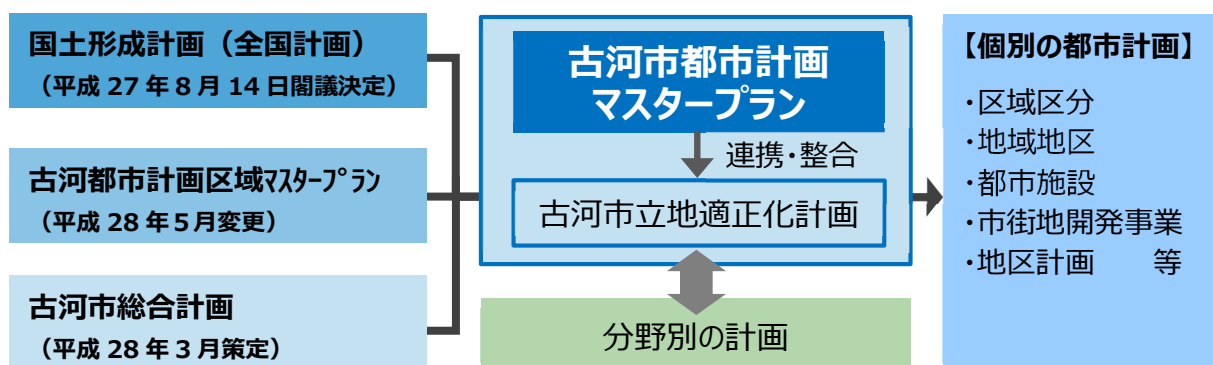 国土形成計画（全国計画）
（平成 27 年 8 月 14 日閣議決定）
古河都市計画区域ﾏｽﾀｰﾌﾟﾗﾝ
（平成 28 年５月変更）
古河市総合計画
（平成 28 年３月策定）
古河市都市計画
マスタープラン
連携・整合
古河市立地適正化計画
分野別の計画
【個別の都市計画】
・区域区分
・地域地区
・都市施設
・市街地開発事業
・地区計画　　等